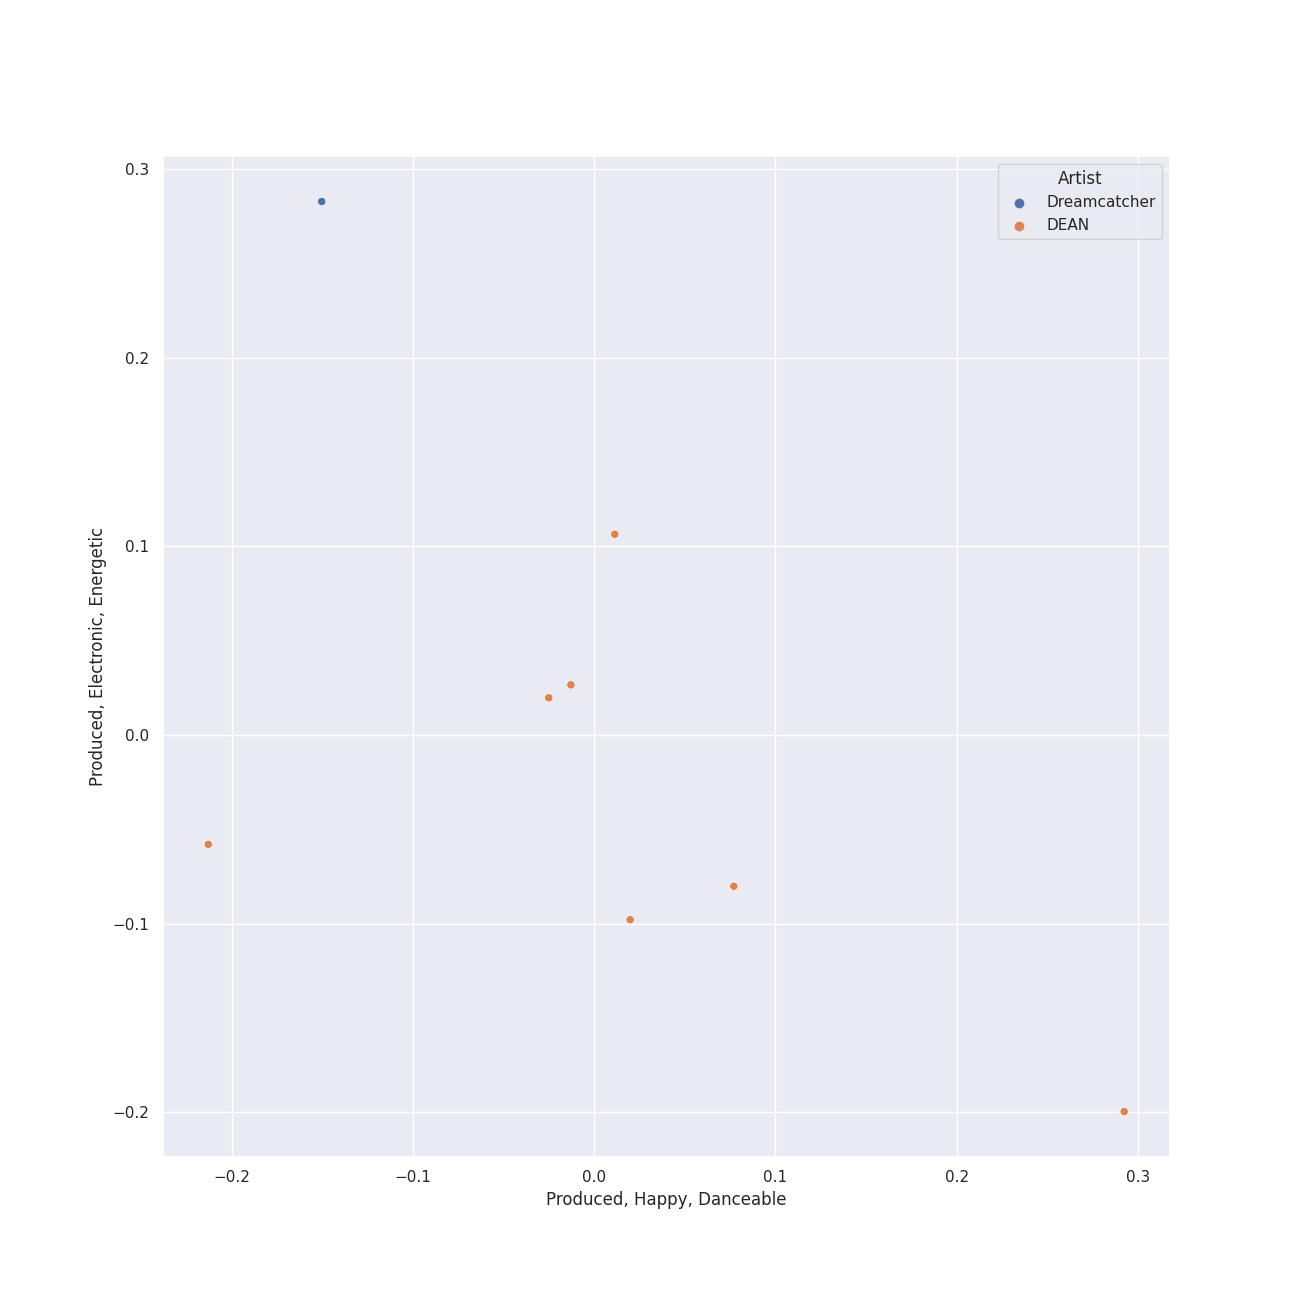 Artist
Dreamcatcher
DEAN
0.3
0.2
0.1
0.0
−0.1
−0.2
Produced, Electronic, Energetic
−0.2 −0.1 0.0 0.1 0.2 0.3
Produced, Happy, Danceable